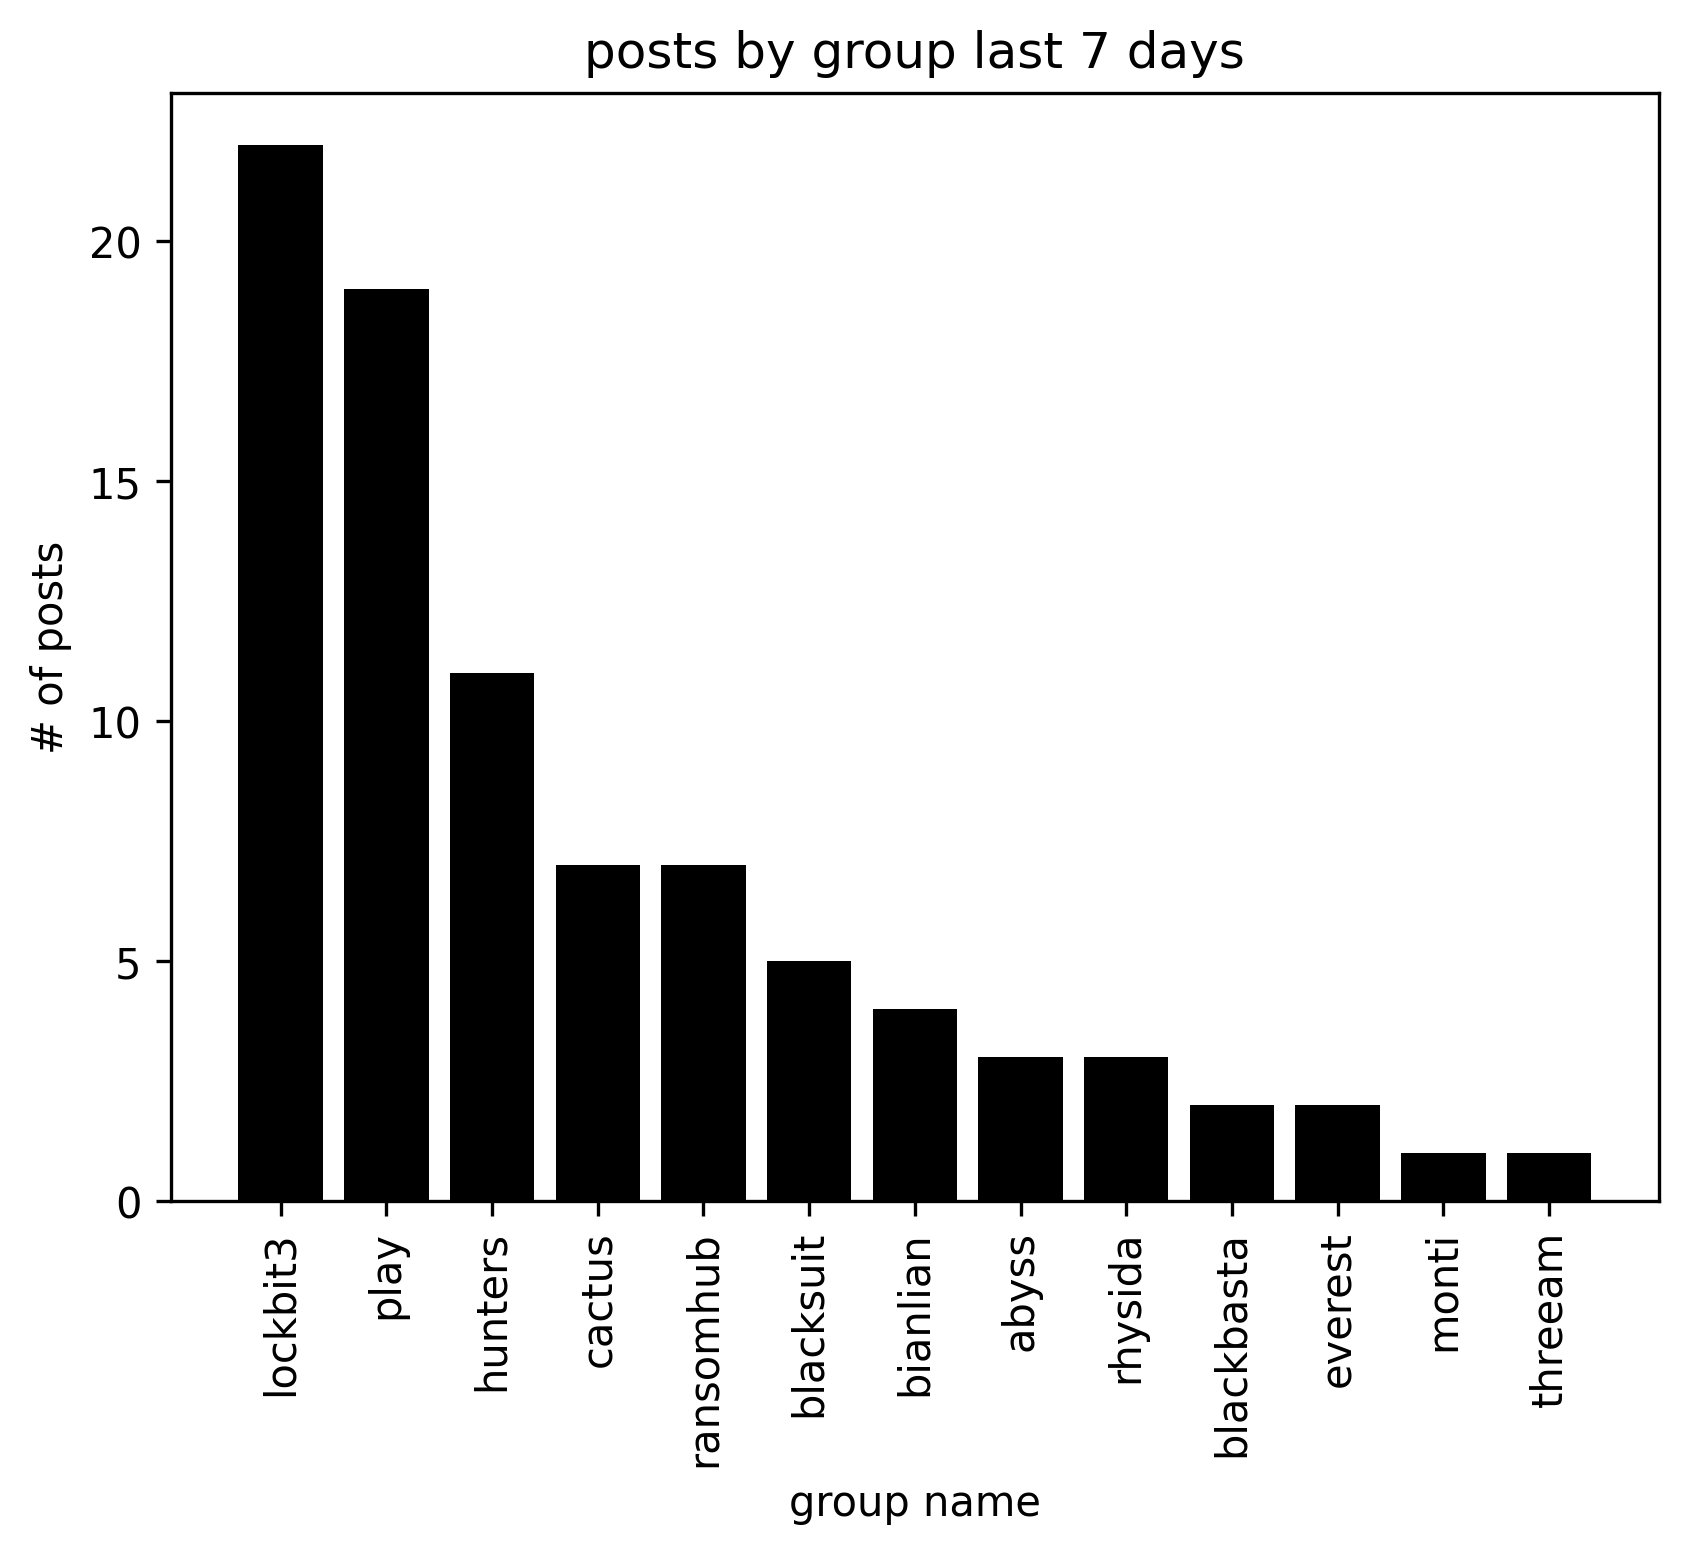 posts by group last 7 days
# of posts
20
15
10
5
0
lockbit3
play
hunters
cactus
ransomhub
blacksuit
bianlian
abyss
rhysida
blackbasta
everest
monti
threeam
group name